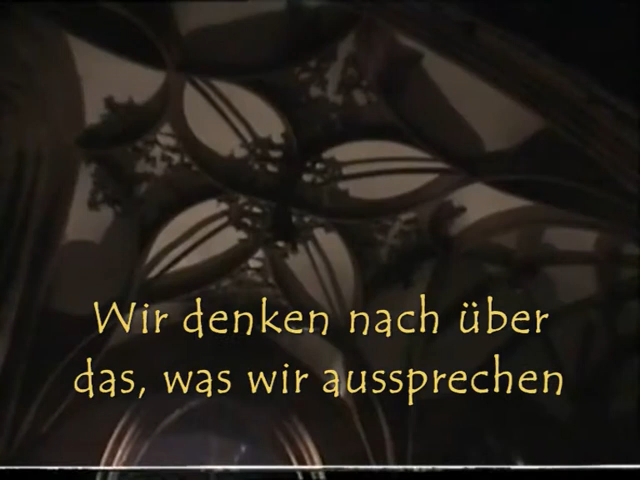 Wir denken nach über
das, was wir aussprechen